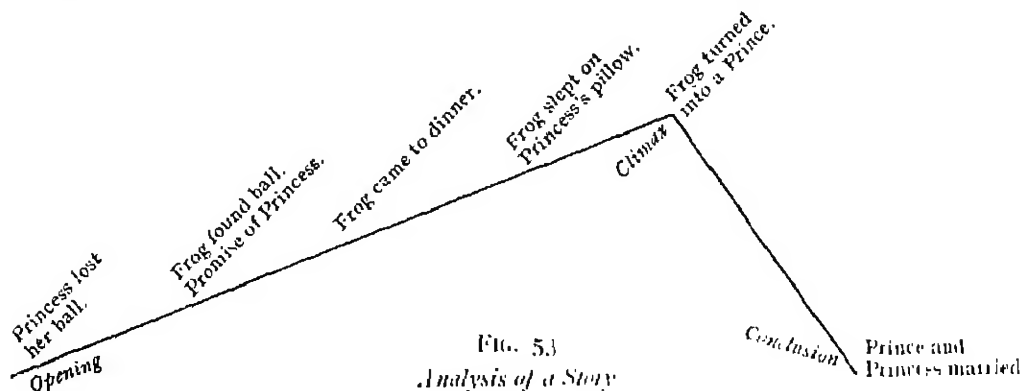 Princess lost
her ball.
Opening
Frog found ball.
Promise of Princess.
Frog came to dinner.
Frog slept on
Princess's pillow.
Climax
Frog turned
into a Prince.
Conclusion
Prince and
Princess married
FIG. 53
Analysis of a Story